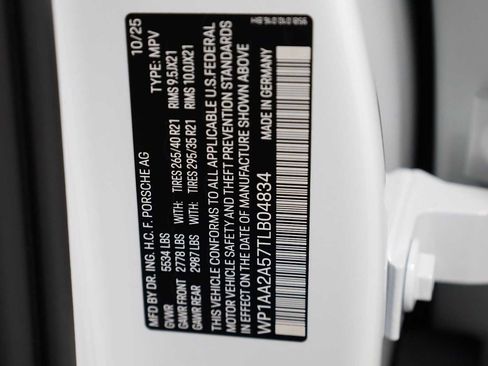 MFD BY DR. ING. H.C. F. PORSCHE AG 10/25
GVWR 5534 LBS TYPE: MPV
GAWR FRONT 2778 LBS WITH: TIRES 265/40 R21 RIMS 9.5JX21
GAWR REAR 2987 LBS WITH: TIRES 295/35 R21 RIMS 10.0JX21
THIS VEHICLE CONFORMS TO ALL APPLICABLE U.S.FEDERAL
MOTOR VEHICLE SAFETY AND THEFT PREVENTION STANDARDS
IN EFFECT ON THE DATE OF MANUFACTURE SHOWN ABOVE
WP1AA2A57TLB04834